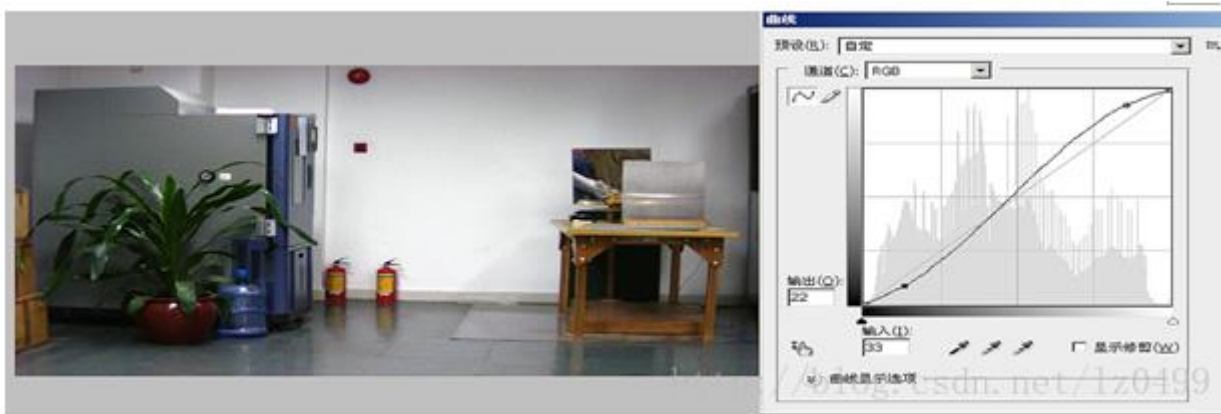 曲线
预设(R): 自定
通道(C): RGB
输出(O):
22
输入(I):
33
显示修剪(W)
曲线显示选项
//blog.csdn.net/lz0499